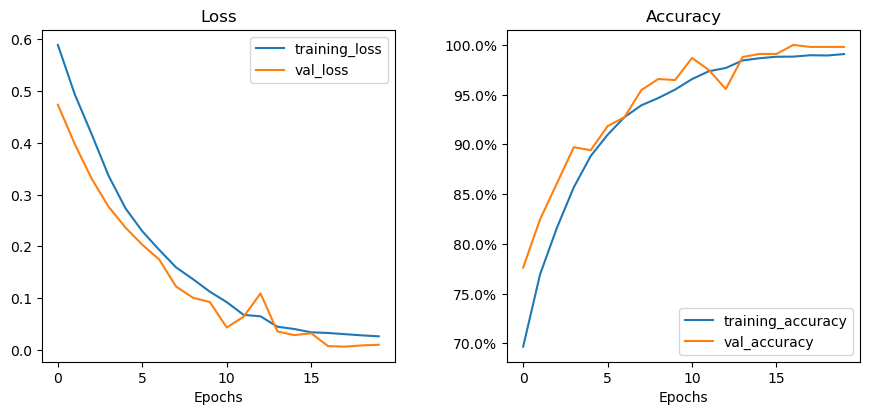 Loss
0.6
0.5
0.4
0.3
0.2
0.1
0.0
training_loss
val_loss
0
5
10
15
Epochs
Accuracy
100.0%
95.0%
90.0%
85.0%
80.0%
75.0%
70.0%
training_accuracy
val_accuracy
0
5
10
15
Epochs